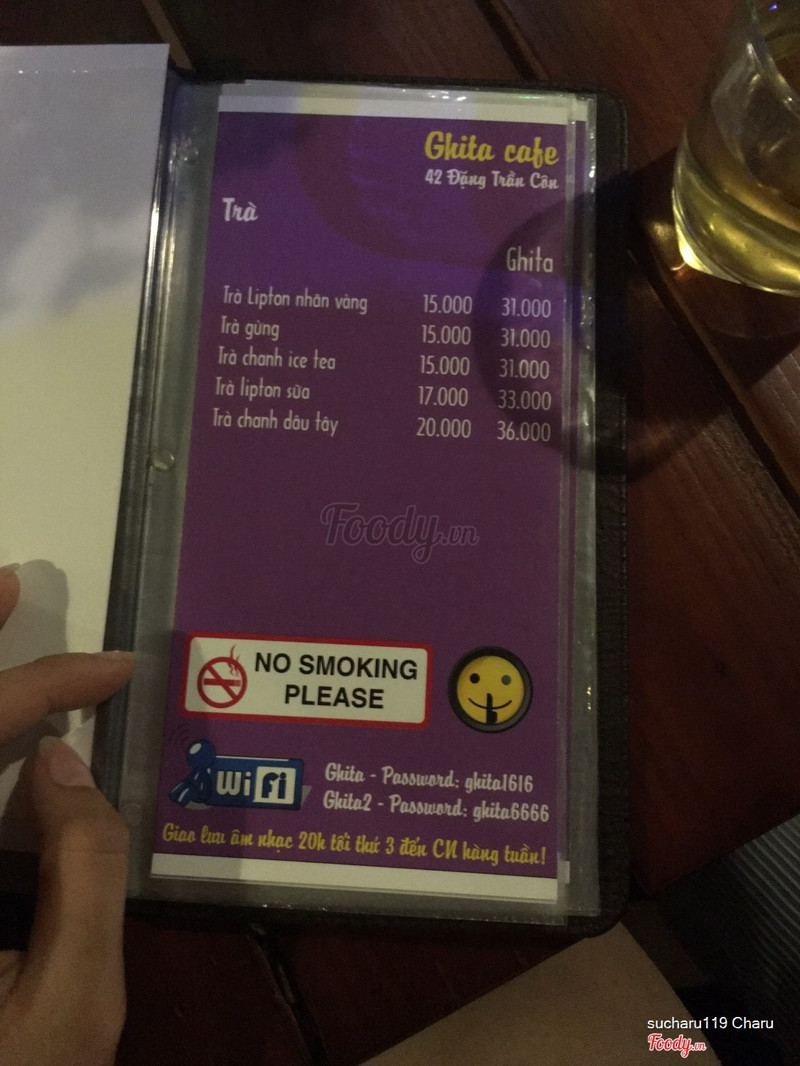 Ghita cafe
42 Đặng Trần Côn
Trà
Ghita
Trà Lipton nhãn vàng 15.000 31.000
Trà gừng 15.000 31.000
Trà chanh ice tea 15.000 31.000
Trà lipton sữa 17.000 33.000
Trà chanh dâu tây 20.000 36.000
Foody.vn
NO SMOKING
PLEASE
WiFi
Ghita - Password: ghita1616
Ghita2 - Password: ghita6666
Giao lưu âm nhạc 20h tối thứ 3 đến CN hàng tuần!
sucharu119 Charu
Foody.vn